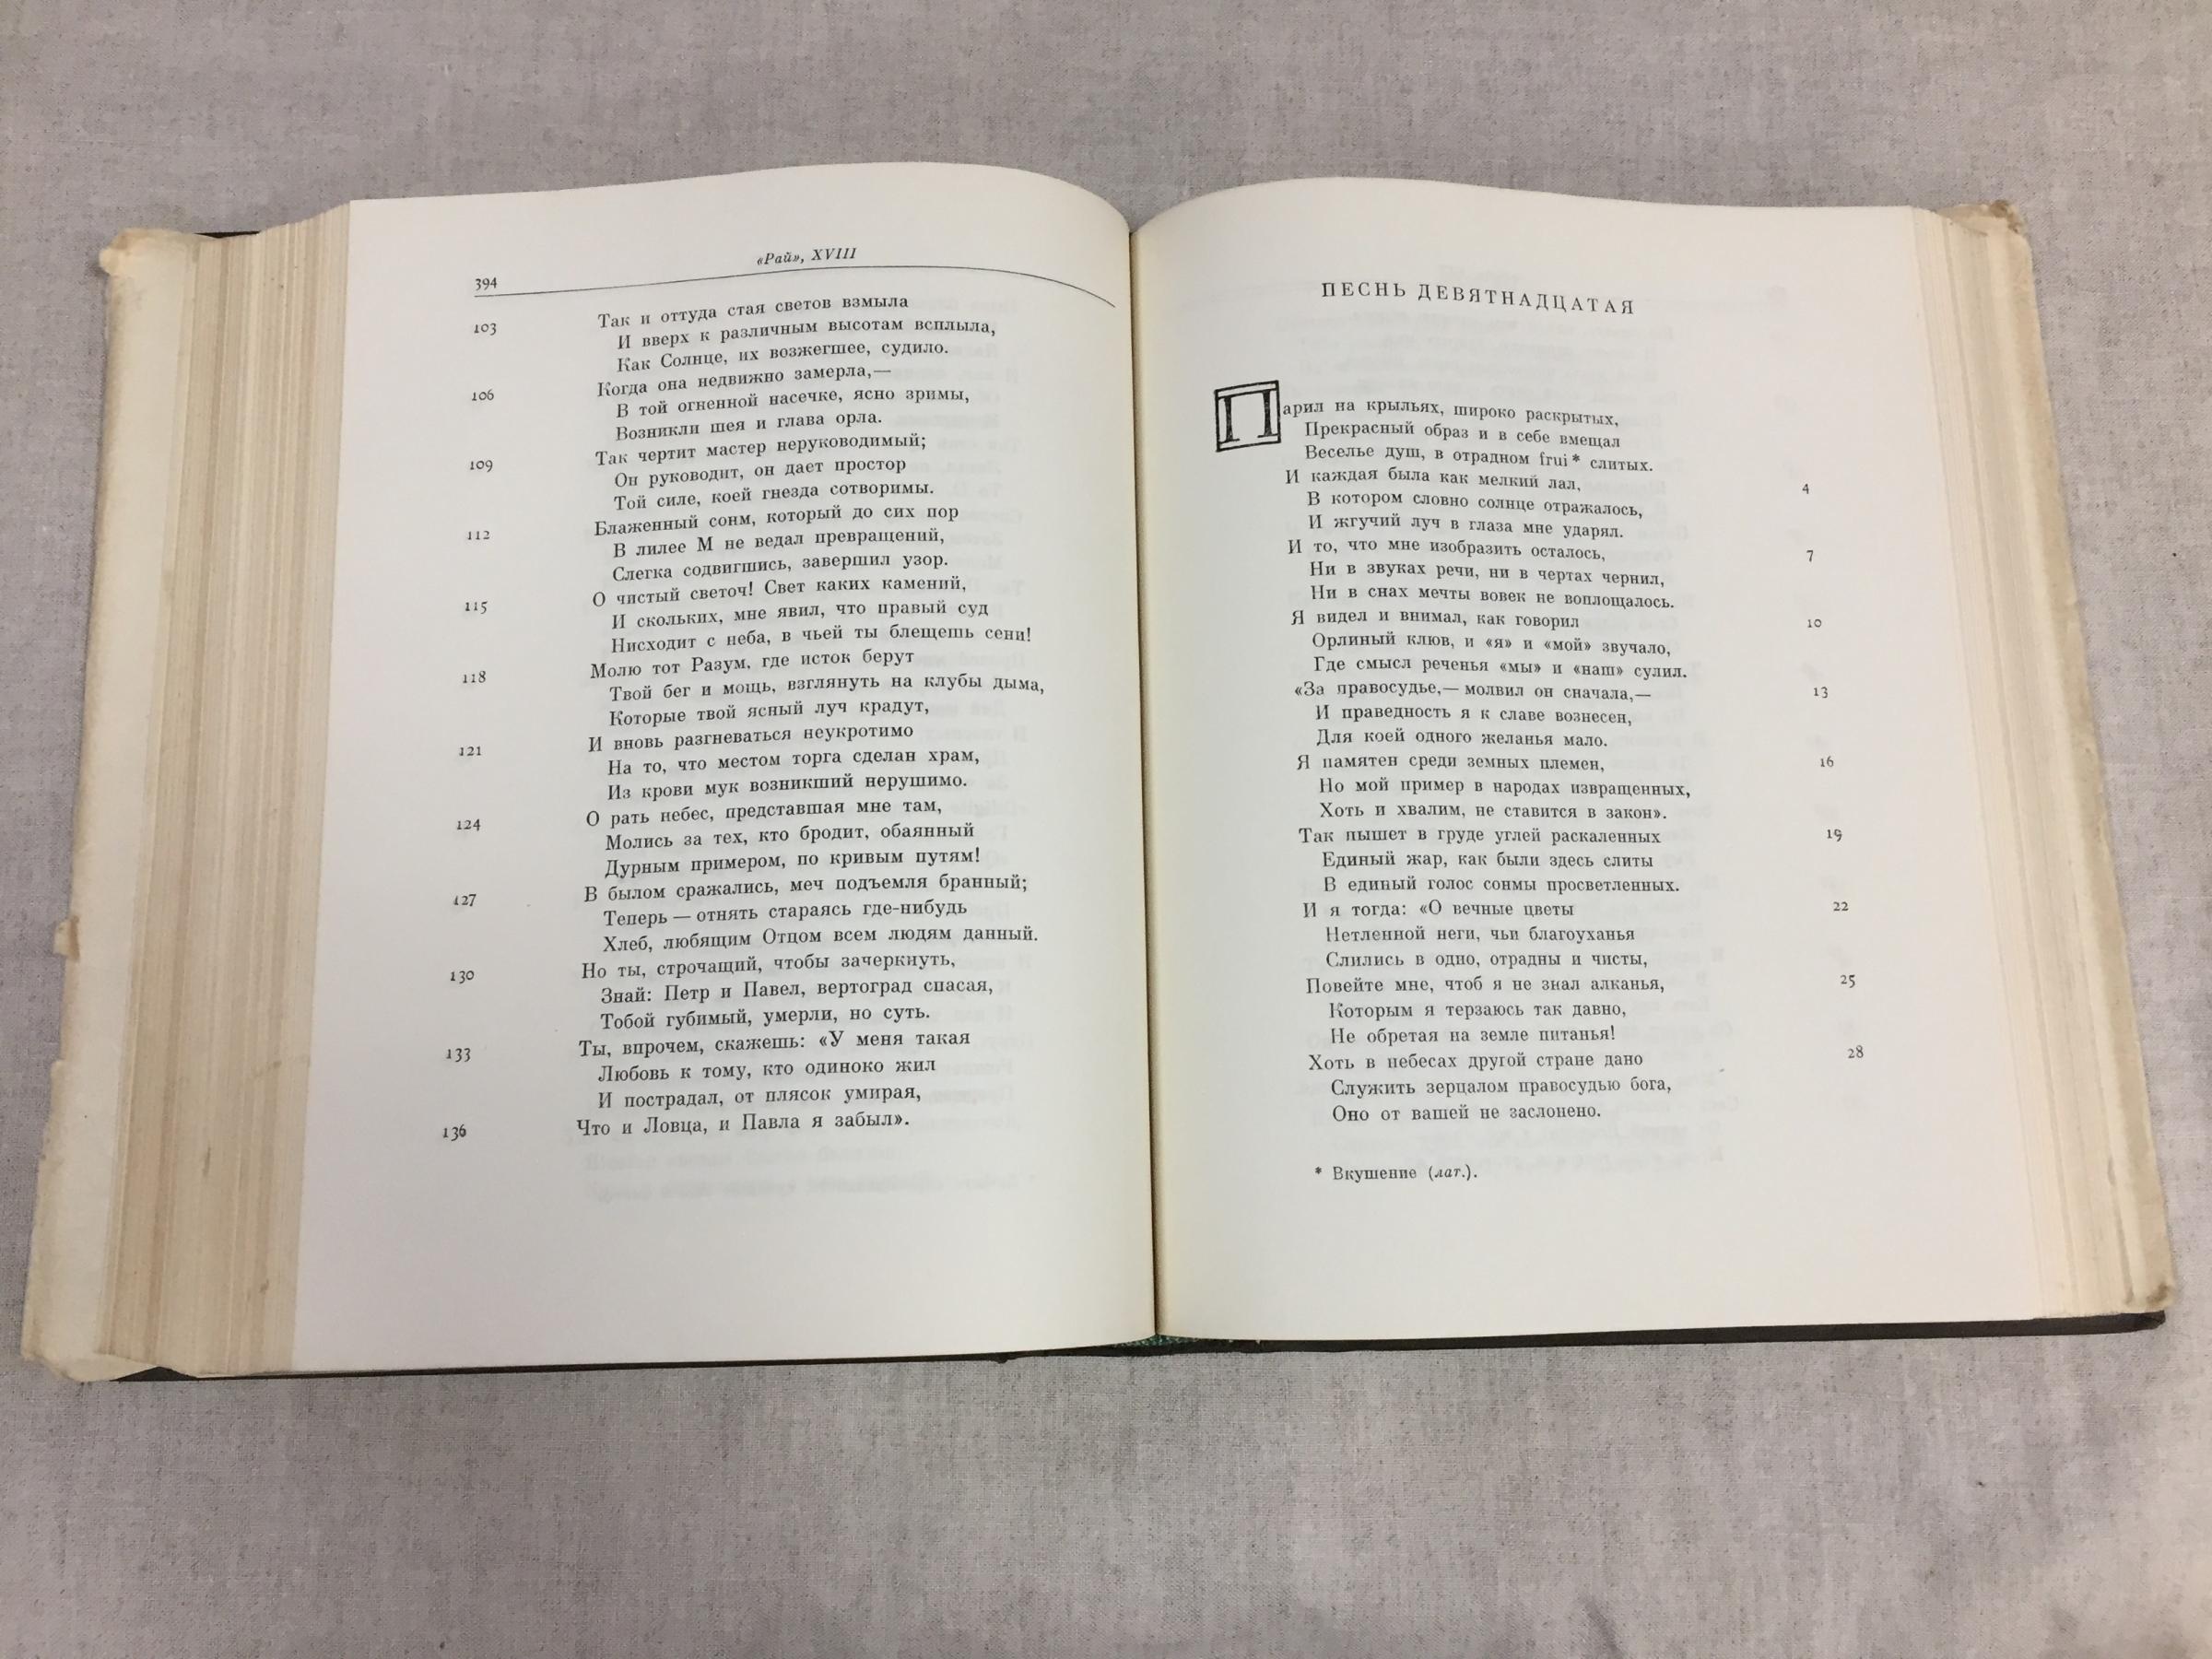 394
«Рай», XVIII
103 Так и оттуда стая светов взмыла
И вверх к различным высотам всплыла,
Как Солнце, их возжегшее, судило.
106 Когда она недвижно замерла,—
В той огненной насечке, ясно зримы,
Возникли шея и глава орла.
109 Так чертит мастер неруководимый;
Он руководит, он дает простор
Той силе, коей гнезда сотворимы.
112 Блаженный сонм, который до сих пор
В лилее М не ведал превращений,
Слегка содвигшись, завершил узор.
115 О чистый светоч! Свет каких камений,
И скольких, мне явил, что правый суд
Нисходит с неба, в чьей ты блещешь сени!
118 Молю тот Разум, где исток берут
Твой бег и мощь, взглянуть на клубы дыма,
Которые твой ясный луч крадут,
121 И вновь разгневаться неукротимо
На то, что местом торга сделан храм,
Из крови мук возникший нерушимо.
124 О рать небес, представшая мне там,
Молись за тех, кто бродит, обаянный
Дурным примером, по кривым путям!
127 В былом сражались, меч подъемля бранный;
Теперь — отнять стараясь где-нибудь
Хлеб, любящим Отцом всем людям данный.
130 Но ты, строчащий, чтобы зачеркнуть,
Знай: Петр и Павел, вертоград спасая,
Тобой губимый, умерли, но суть.
133 Ты, впрочем, скажешь: «У меня такая
Любовь к тому, кто одиноко жил
И пострадал, от плясок умирая,
136 Что и Ловца, и Павла я забыл».
ПЕСНЬ ДЕВЯТНАДЦАТАЯ
Парил на крыльях, широко раскрытых,
Прекрасный образ и в себе вмещал
Веселье душ, в отрадном frui* слитых.
И каждая была как мелкий лал, 4
В котором словно солнце отражалось,
И жгучий луч в глаза мне ударял.
И то, что мне изобразить осталось, 7
Ни в звуках речи, ни в чертах чернил,
Ни в снах мечты вовек не воплощалось.
Я видел и внимал, как говорил 10
Орлиный клюв, и «я» и «мой» звучало,
Где смысл реченья «мы» и «наш» сулил.
«За правосудье,— молвил он сначала,— 13
И праведность я к славе вознесен,
Для коей одного желанья мало.
Я памятен среди земных племен, 16
Но мой пример в народах извращенных,
Хоть и хвалим, не ставится в закон».
Так пышет в груде углей раскаленных 19
Единый жар, как были здесь слиты
В единый голос сонмы просветленных.
И я тогда: «О вечные цветы 22
Нетленной неги, чьи благоуханья
Слились в одно, отрадны и чисты,
Повейте мне, чтоб я не знал алканья, 25
Которым я терзаюсь так давно,
Не обретая на земле питанья!
Хоть в небесах другой стране дано 28
Служить зерцалом правосудью бога,
Оно от вашей не заслонено.
* Вкушение (лат.).